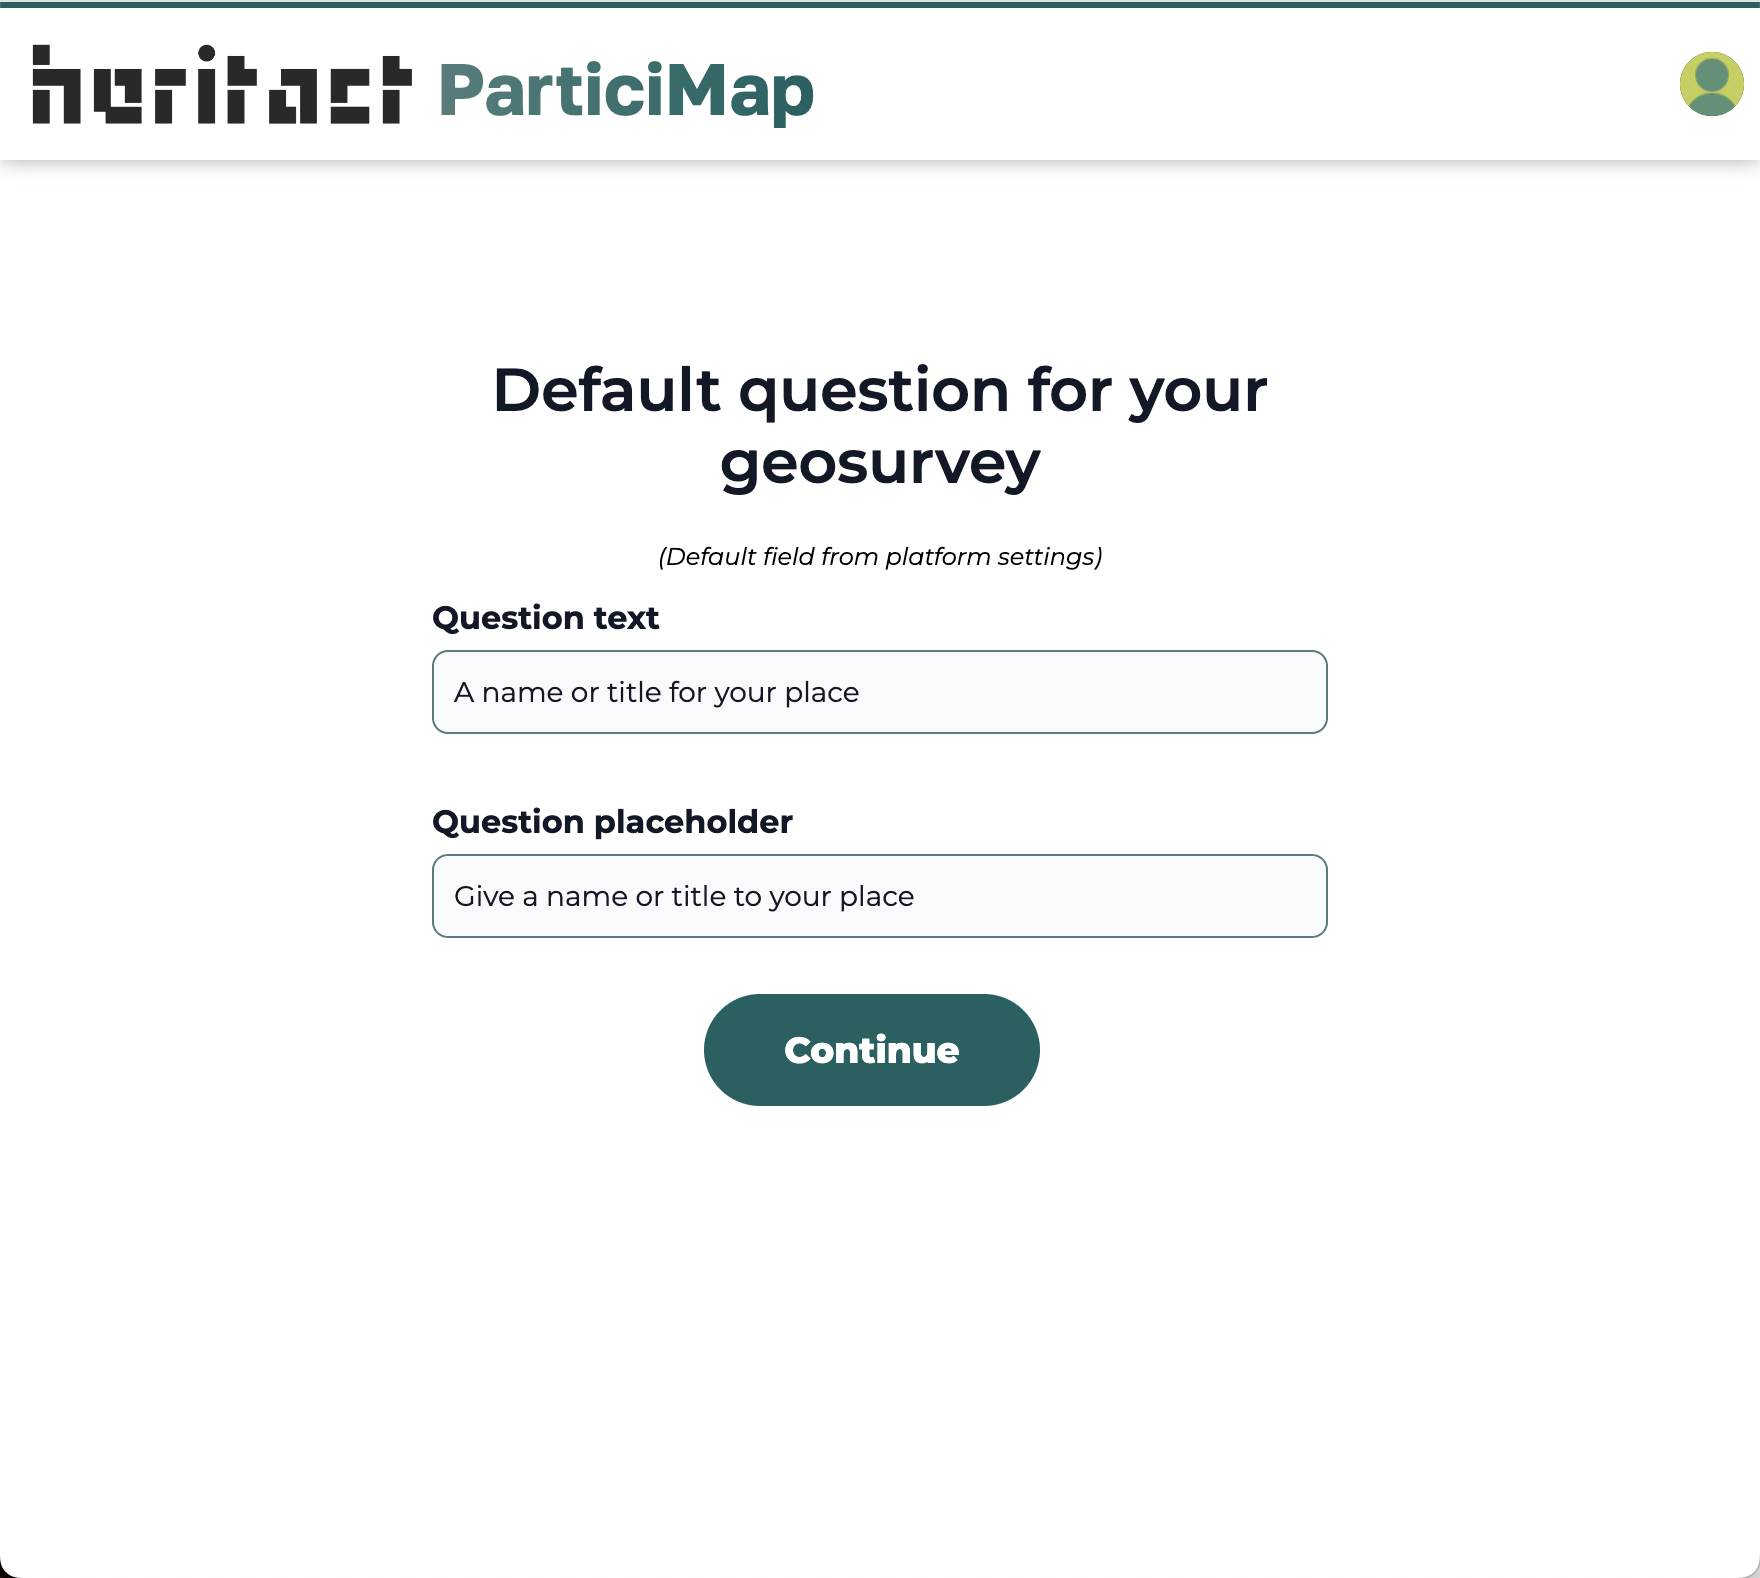 heritact ParticiMap
Default question for your
geosurvey
(Default field from platform settings)
Question text
A name or title for your place
Question placeholder
Give a name or title to your place
Continue